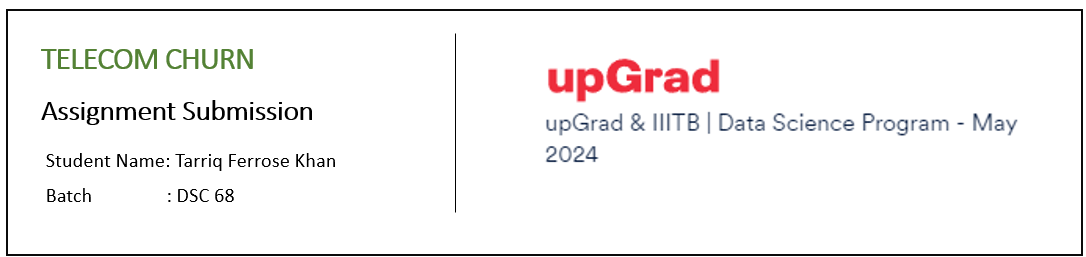 TELECOM CHURN
Assignment Submission
Student Name: Tarriq Ferrose Khan
Batch : DSC 68
upGrad
upGrad & IIITB | Data Science Program - May
2024